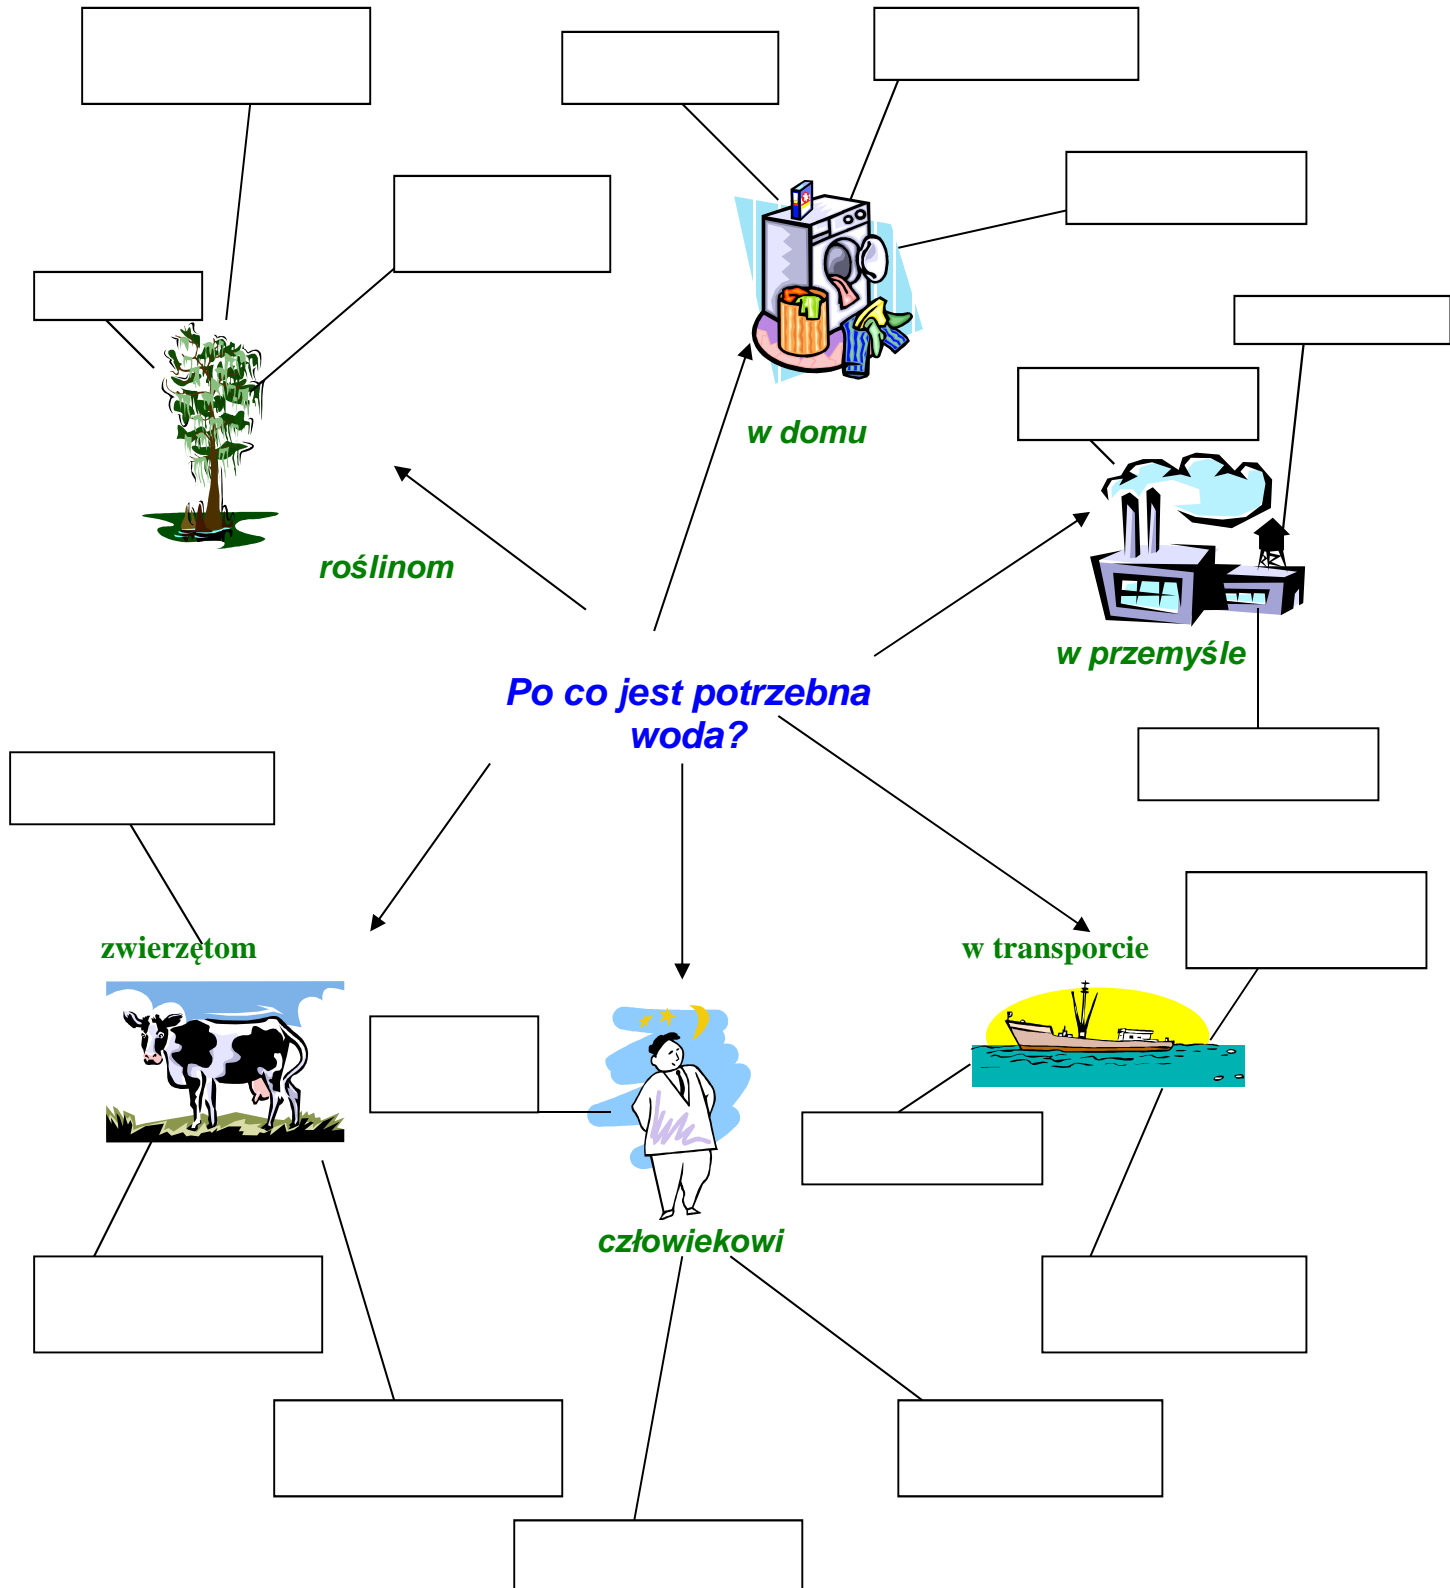 w domu
roślinom
w przemyśle
Po co jest potrzebna
woda?
zwierzętom
w transporcie
człowiekowi